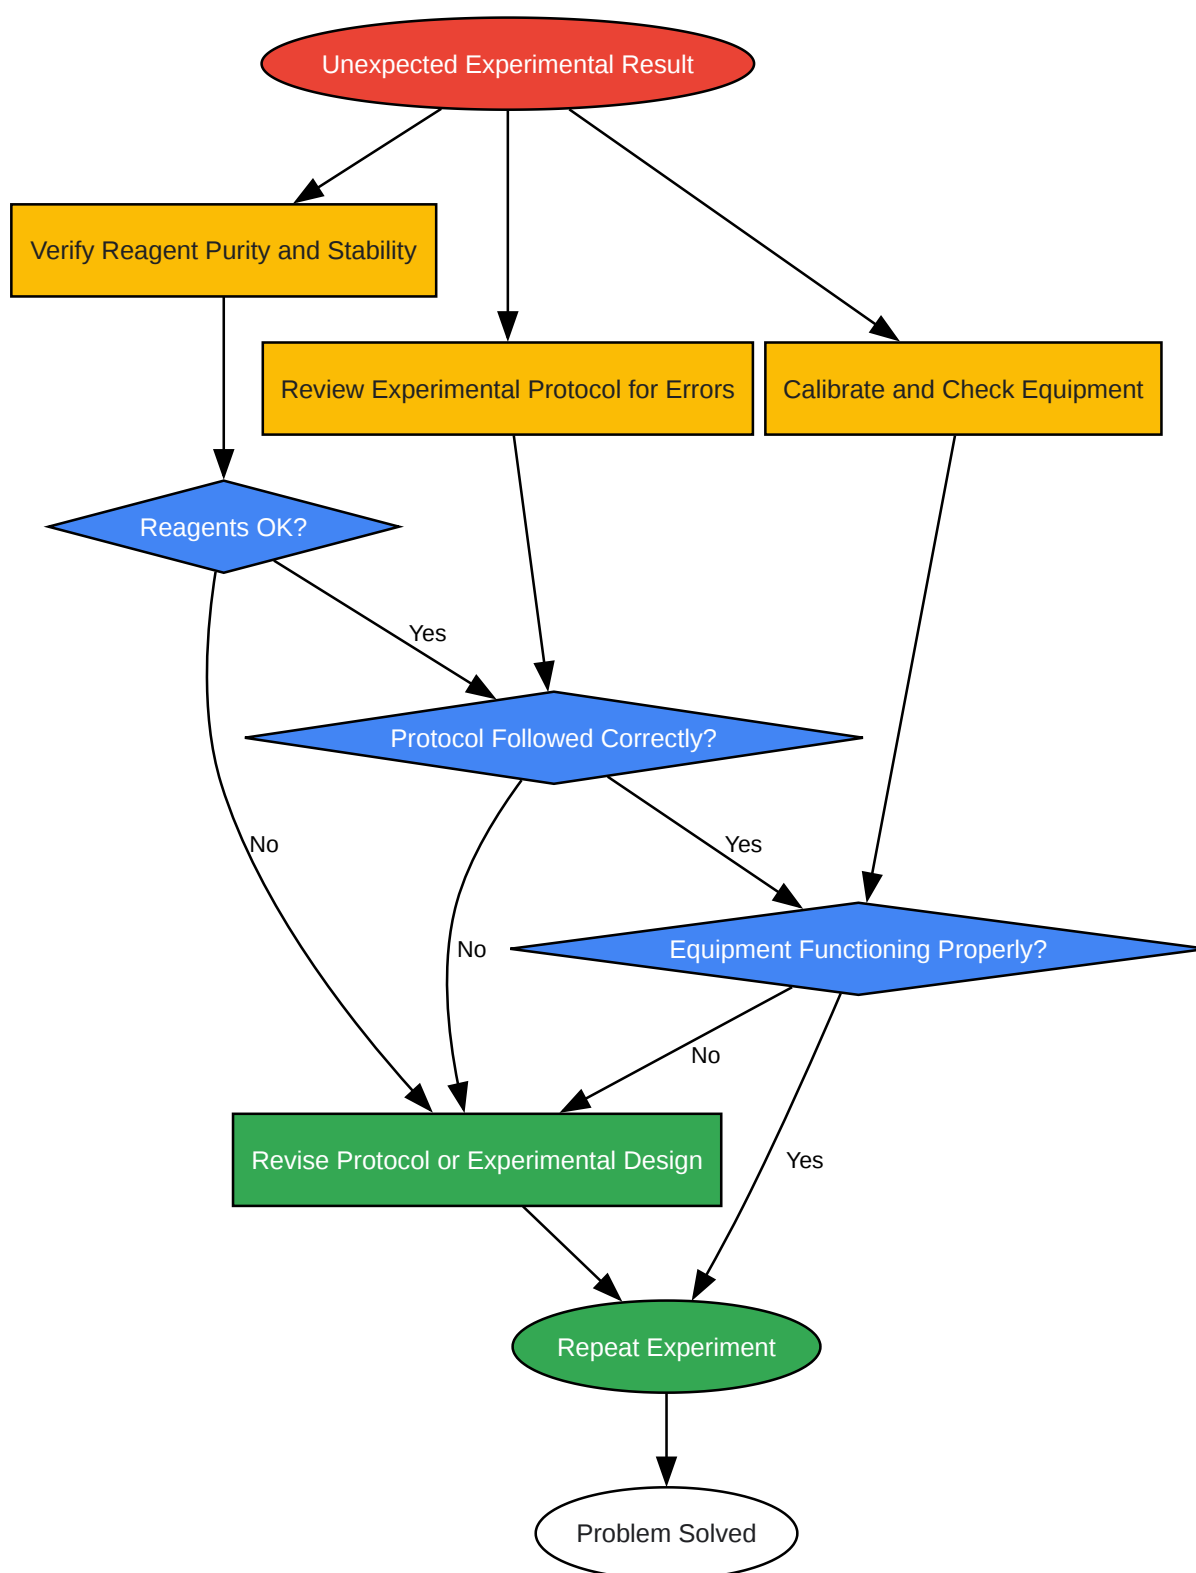 Unexpected Experimental Result
Verify Reagent Purity and Stability
Review Experimental Protocol for Errors
Calibrate and Check Equipment
Reagents OK?
Yes
Protocol Followed Correctly?
No
Yes
No
Equipment Functioning Properly?
No
Revise Protocol or Experimental Design
Yes
Repeat Experiment
Problem Solved